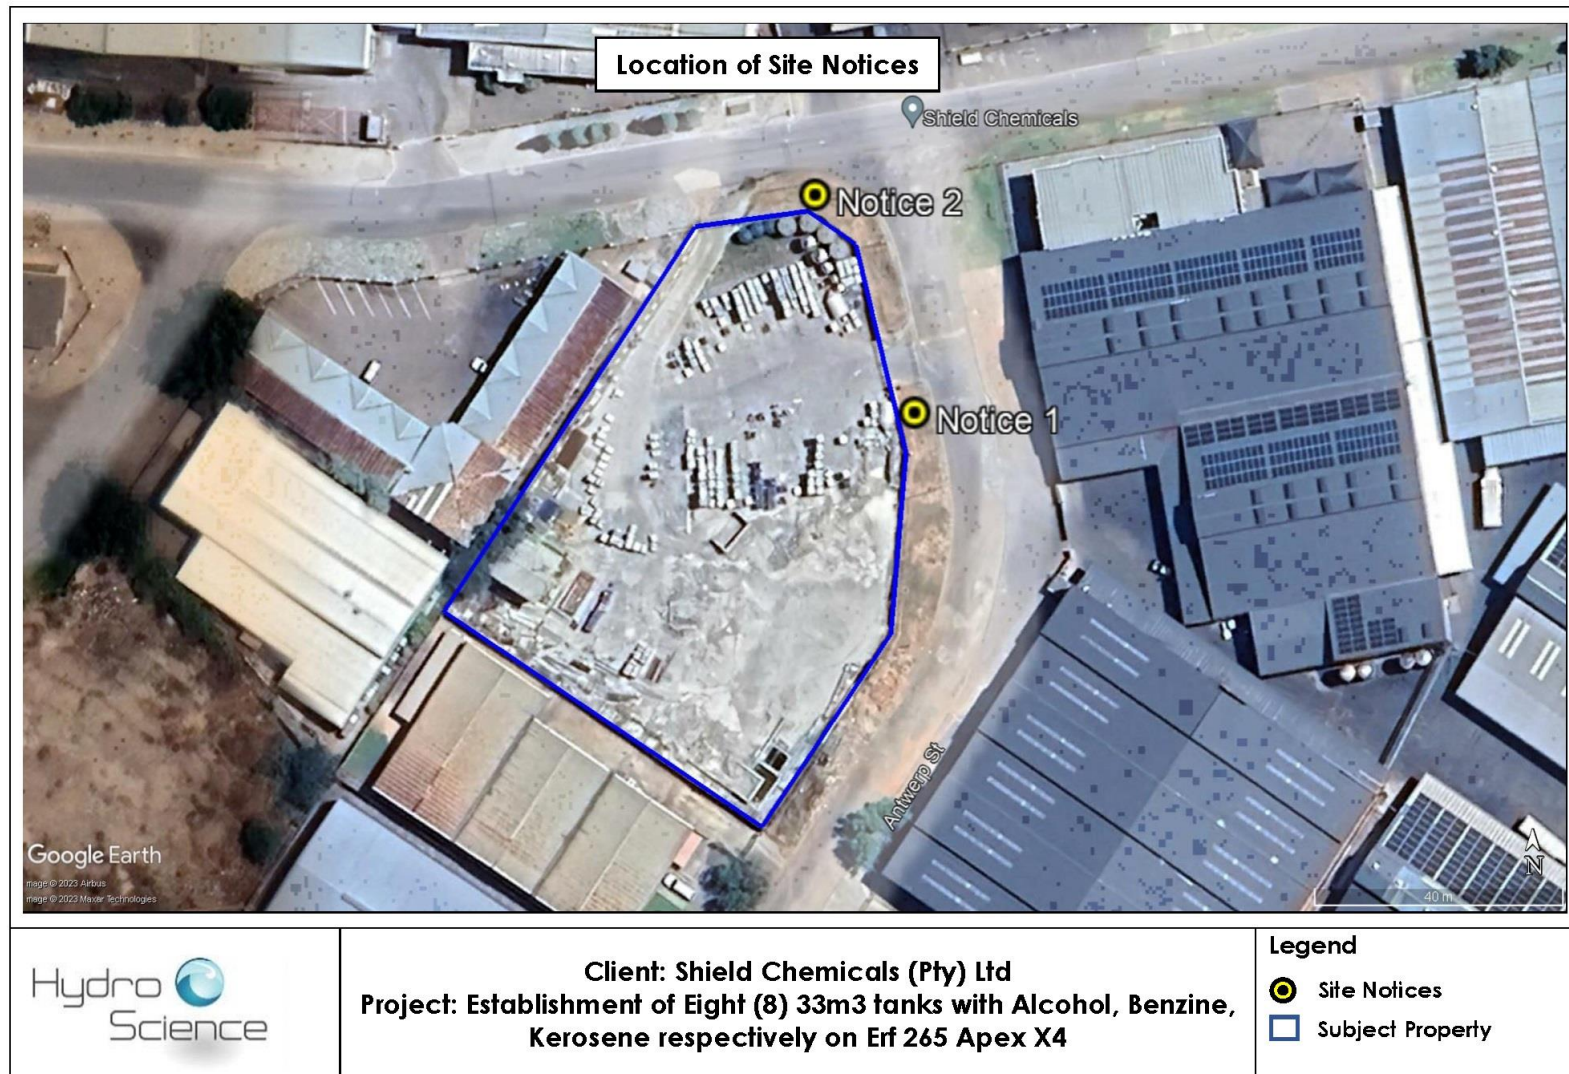 Location of Site Notices
Shield Chemicals
Notice 2
Notice 1
Antwerp St
Google Earth
mage © 2023 Airbus
mage © 2023 Maxar Technologies
N
40 m
Hydro
Science
Client: Shield Chemicals (Pty) Ltd
Project: Establishment of Eight (8) 33m3 tanks with Alcohol, Benzine,
Kerosene respectively on Erf 265 Apex X4
Legend
Site Notices
Subject Property